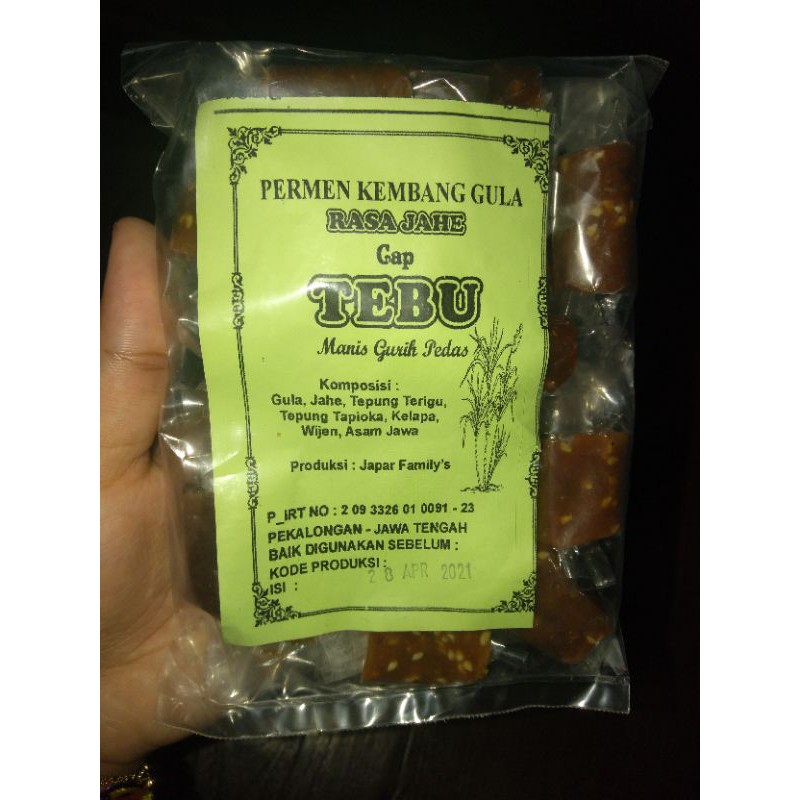 PERMEN KEMBANG GULA
RASA JAHE
Cap
TEBU
Manis Gurih Pedas
Komposisi :
Gula, Jahe, Tepung Terigu,
Tepung Tapioka, Kelapa,
Wijen, Asam Jawa
Produksi : Japar Family's
P_IRT NO : 2 09 3326 01 0091 - 23
PEKALONGAN - JAWA TENGAH
BAIK DIGUNAKAN SEBELUM :
KODE PRODUKSI :
APR 2021
ISI :